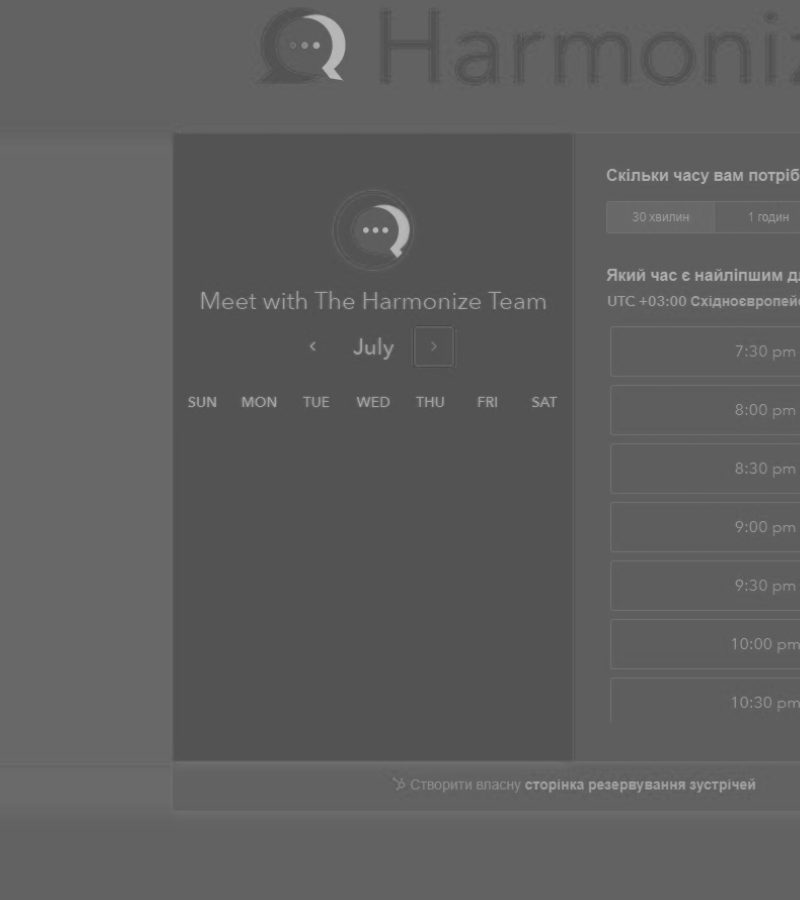 Harmoniz
Meet with The Harmonize Team
July
SUN MON TUE WED THU FRI SAT
Скільки часу вам потріб
30 хвилин 1 годин
Який час є найліпшим д
UTC +03:00 Східноєвропей
7:30 pm
8:00 pm
8:30 pm
9:00 pm
9:30 pm
10:00 pm
10:30 pm
Створити власну сторінка резервування зустрічей